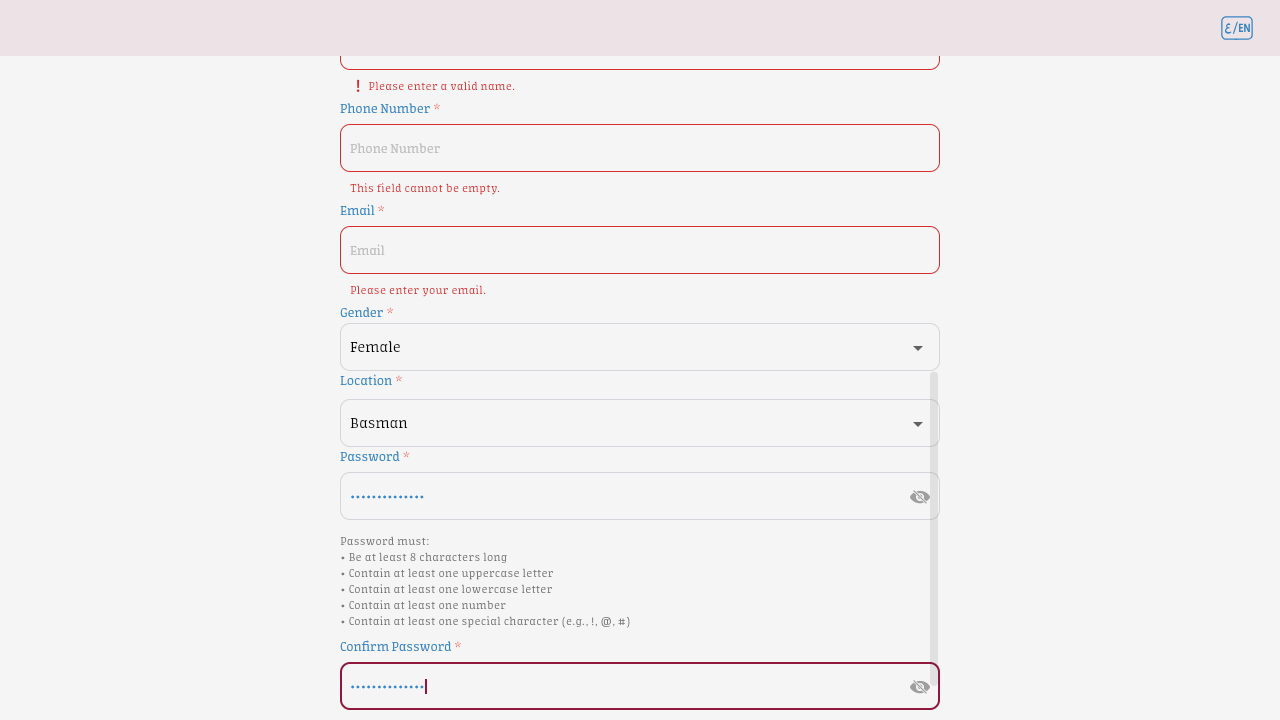 ع/EN
! Please enter a valid name.
Phone Number *
Phone Number
This field cannot be empty.
Email *
Email
Please enter your email.
Gender *
Female
Location *
Basman
Password *
••••••••••••••
Password must:
• Be at least 8 characters long
• Contain at least one uppercase letter
• Contain at least one lowercase letter
• Contain at least one number
• Contain at least one special character (e.g., !, @, #)
Confirm Password *
••••••••••••••